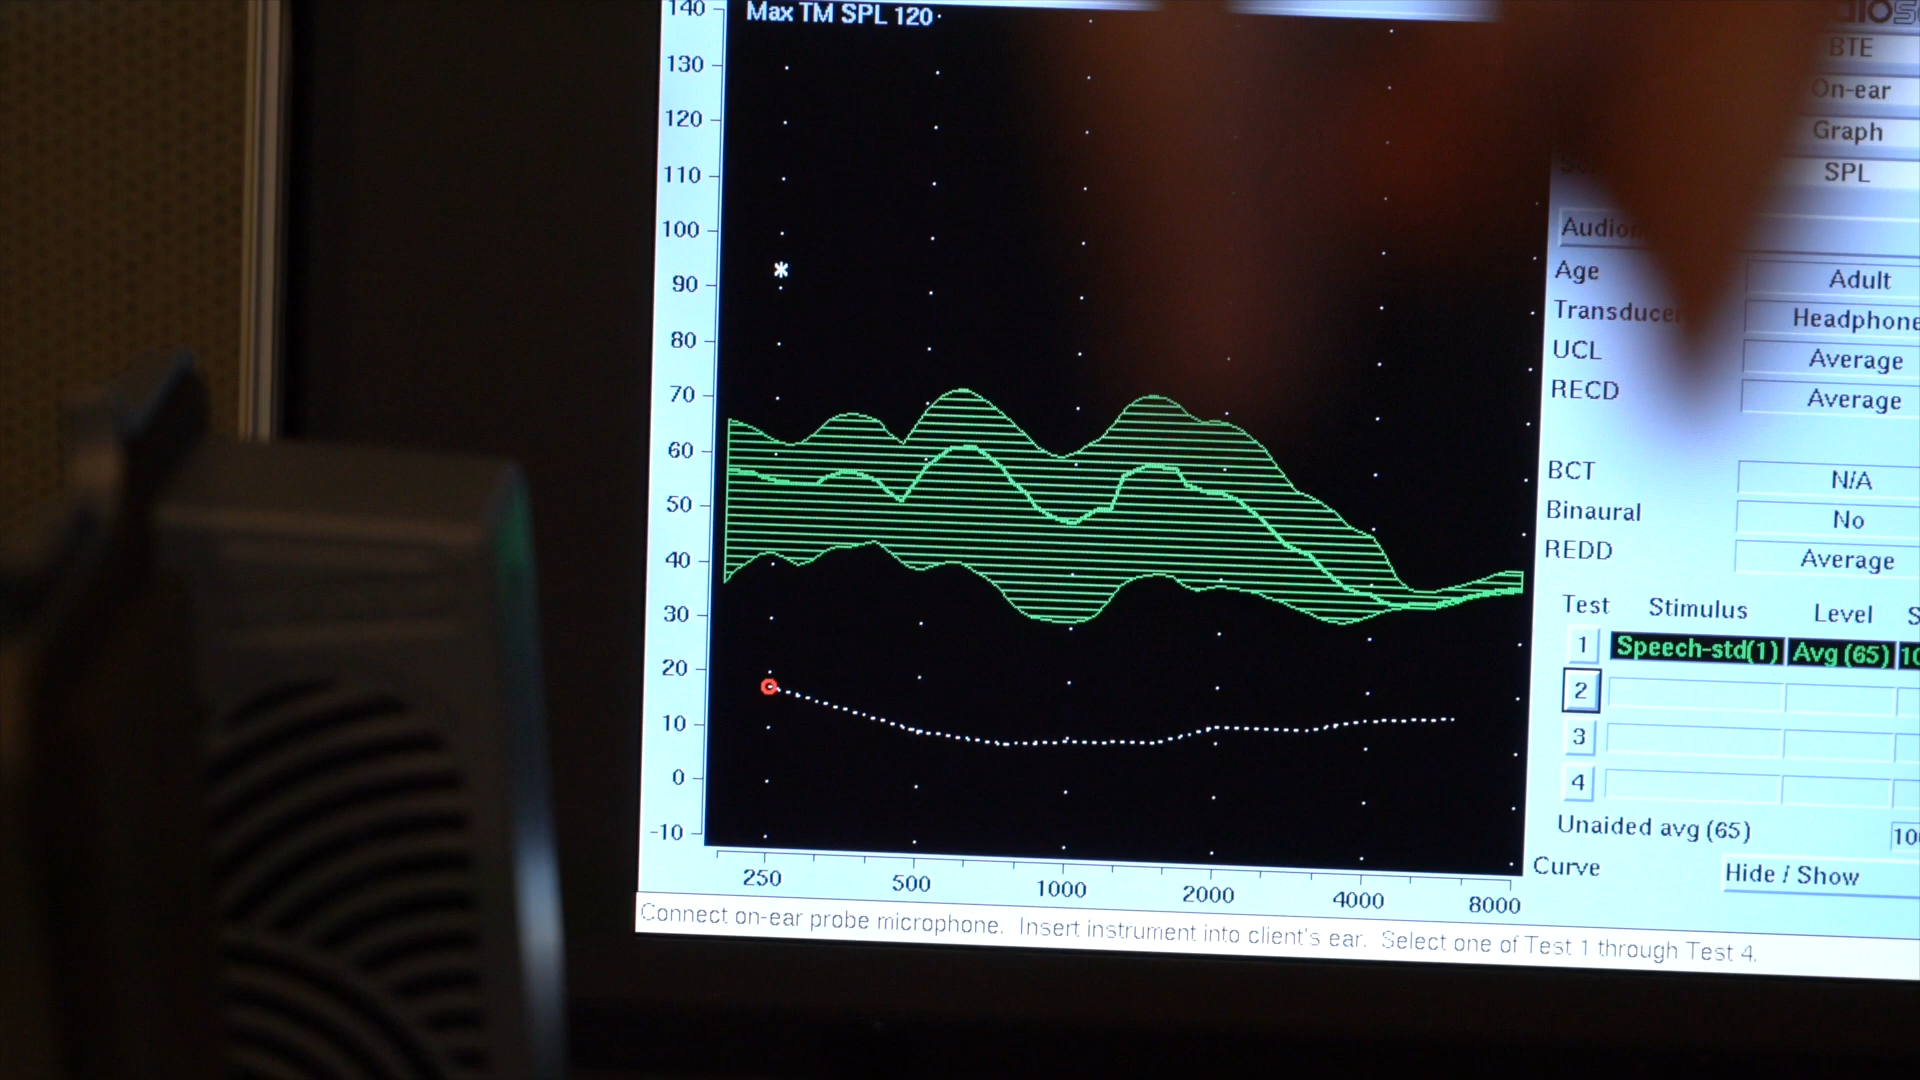 140
Max TM SPL 120
130
120
110
100
90
80
70
60
50
40
30
20
10
0
-10
250 500 1000 2000 4000 8000
BTE
On-ear
Graph
SPL
Age Adult
UCL Average
RECD Average
BCT N/A
Binaural No
REDD Average
Test Stimulus Level
1 Speech-std(1) Avg (65)
2
3
4
Unaided avg (65)
Curve Hide / Show
Connect on-ear probe microphone. Insert instrument into client's ear. Select one of Test 1 through Test 4.